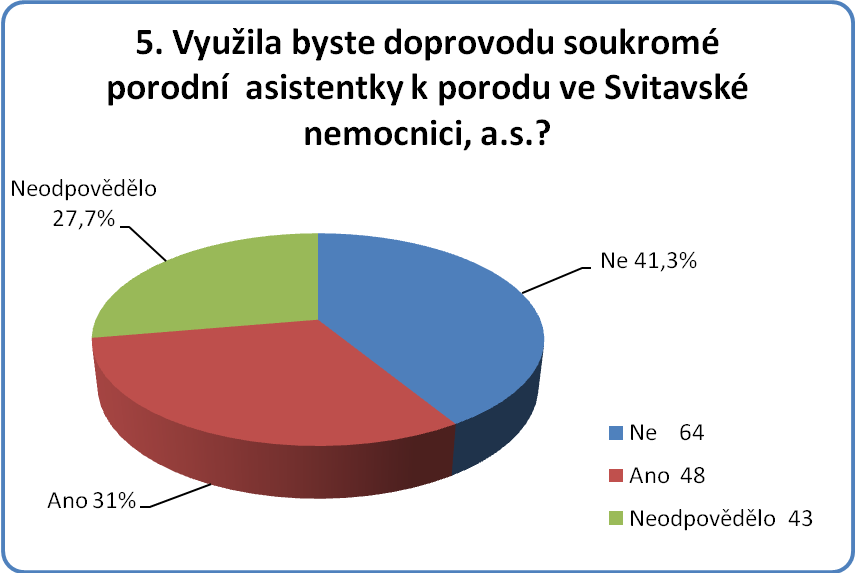 5. Využila byste doprovodu soukromé
porodní  asistentky k porodu ve Svitavské
nemocnici, a.s.?
Neodpovědělo
27,7%
Ne 41,3%
Ano 31%
Ne   64
Ano  48
Neodpovědělo  43